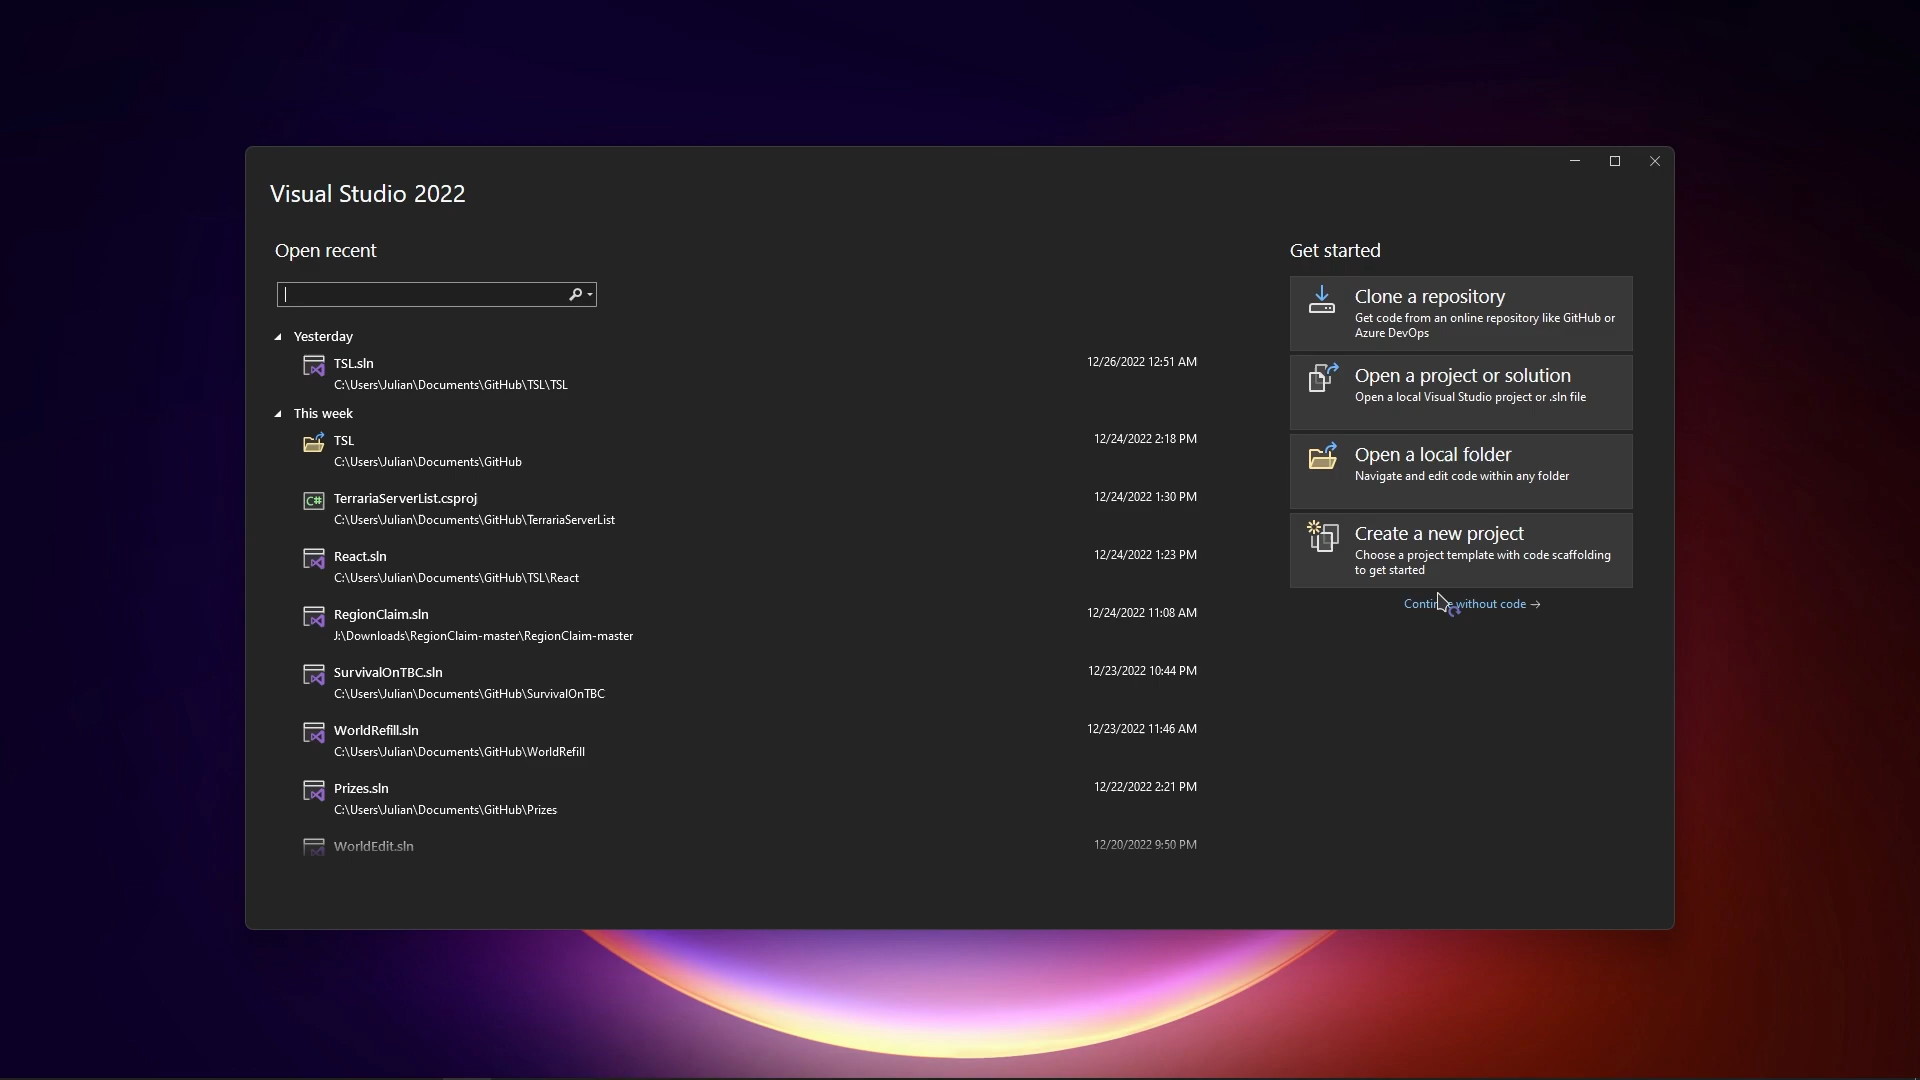 Visual Studio 2022
Open recent
Yesterday
TSL.sln
12/26/2022 12:51 AM
C:\Users\Julian\Documents\GitHub\TSL\TSL
This week
TSL
12/24/2022 2:18 PM
C:\Users\Julian\Documents\GitHub
TerrariaServerList.csproj
12/24/2022 1:30 PM
C:\Users\Julian\Documents\GitHub\TerrariaServerList
React.sln
12/24/2022 1:23 PM
C:\Users\Julian\Documents\GitHub\TSL\React
RegionClaim.sln
12/24/2022 11:08 AM
J:\Downloads\RegionClaim-master\RegionClaim-master
SurvivalOnTBC.sln
12/23/2022 10:44 PM
C:\Users\Julian\Documents\GitHub\SurvivalOnTBC
WorldRefill.sln
12/23/2022 11:46 AM
C:\Users\Julian\Documents\GitHub\WorldRefill
Prizes.sln
12/22/2022 2:21 PM
C:\Users\Julian\Documents\GitHub\Prizes
WorldEdit.sln
12/20/2022 9:50 PM
Get started
Clone a repository
Get code from an online repository like GitHub or
Azure DevOps
Open a project or solution
Open a local Visual Studio project or .sln file
Open a local folder
Navigate and edit code within any folder
Create a new project
Choose a project template with code scaffolding
to get started
Continue without code →